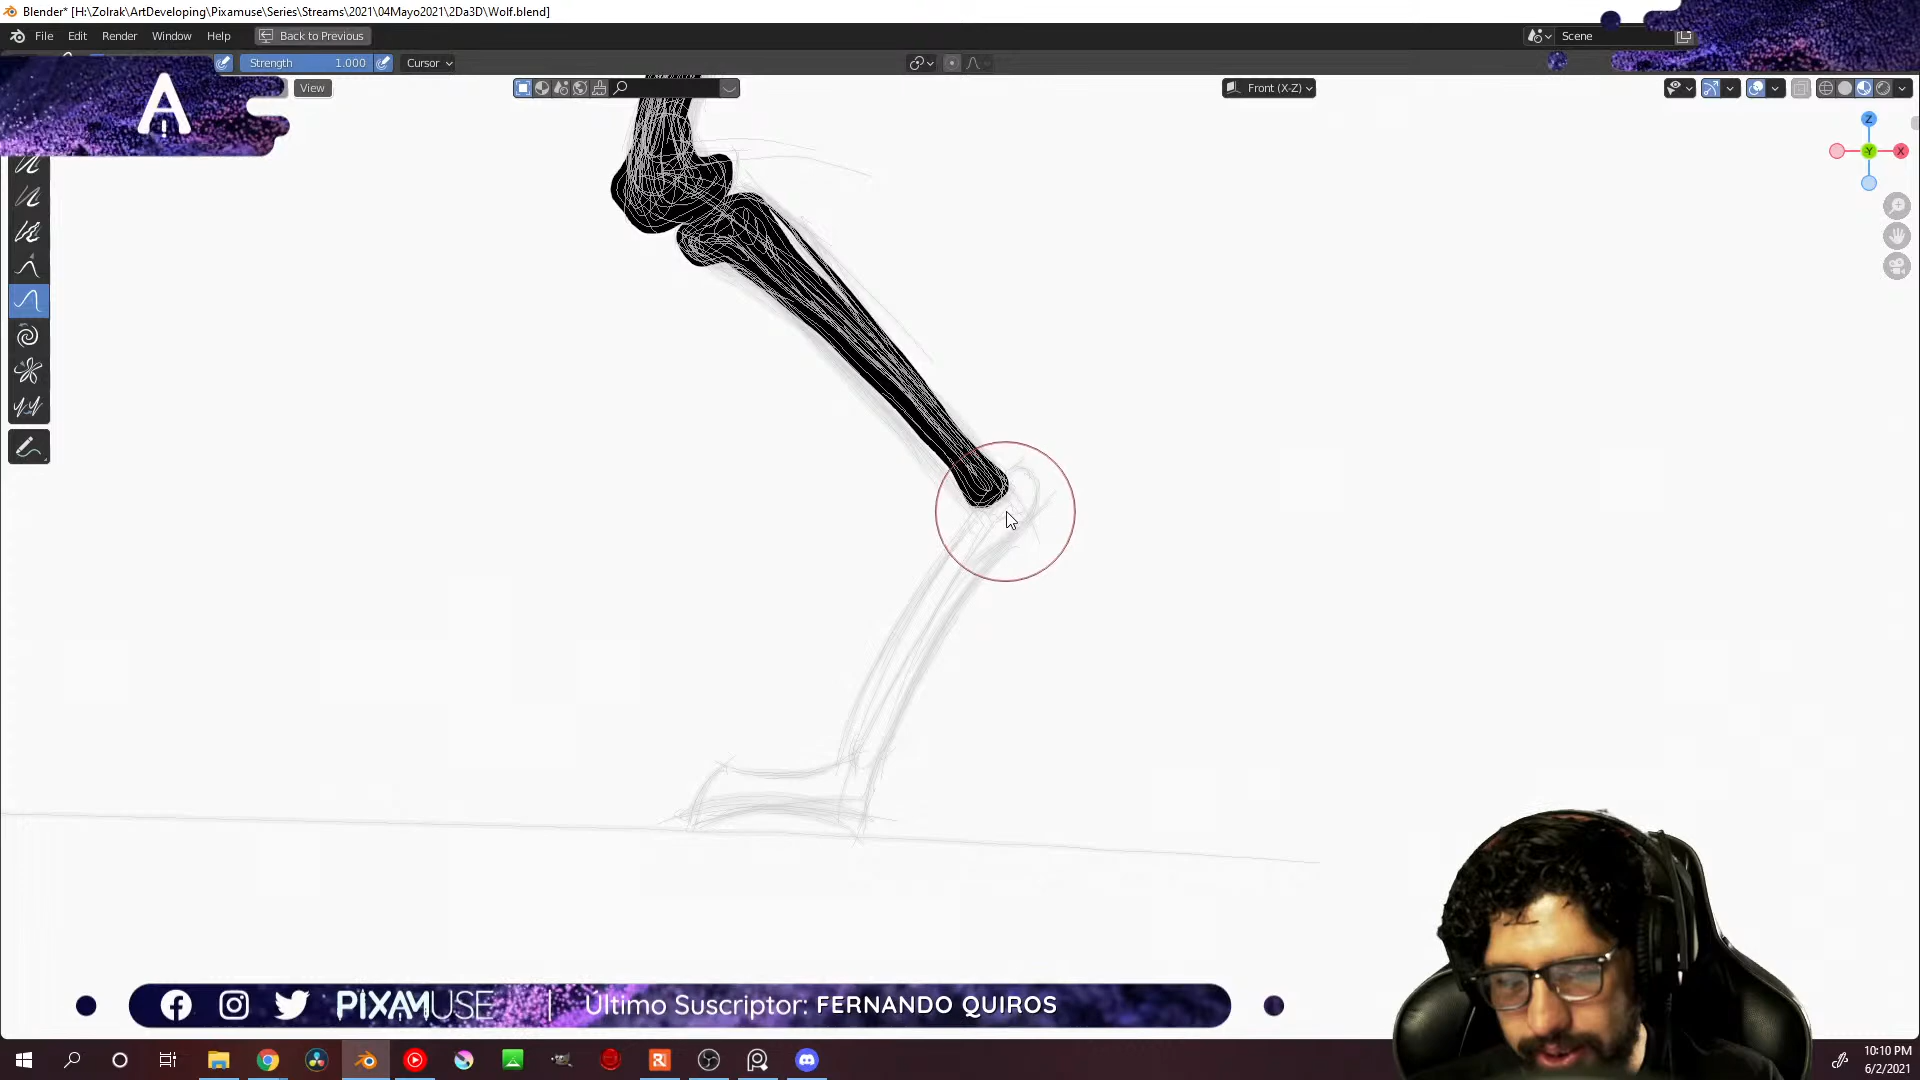 Blender* [H:\Zolrak\ArtDeveloping\Pixamuse\Series\Streams\2021\04Mayo2021\2Da3D\Wolf.blend]
File Edit Render Window Help Back to Previous Scene
Strength 1.000 Cursor
A
View Front (X-Z)
Z
Y X
PIXAMUSE | Último Suscriptor: FERNANDO QUIROS
10:10 PM
6/2/2021